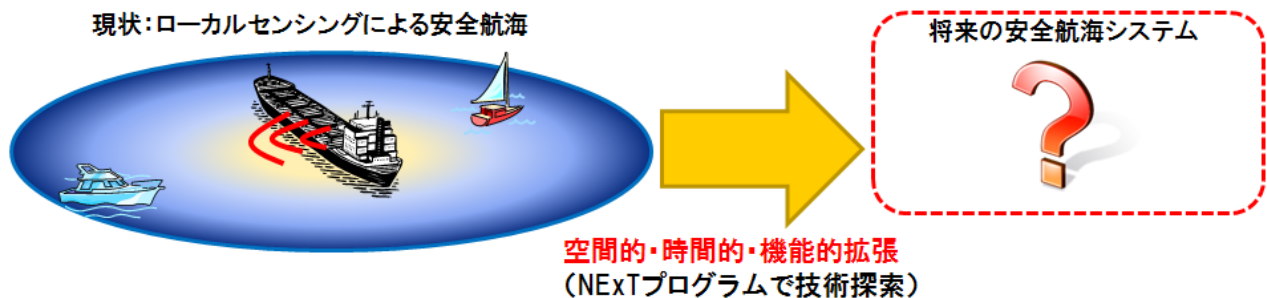 現状:ローカルセンシングによる安全航海
将来の安全航海システム
空間的・時間的・機能的拡張
(NExTプログラムで技術探索)